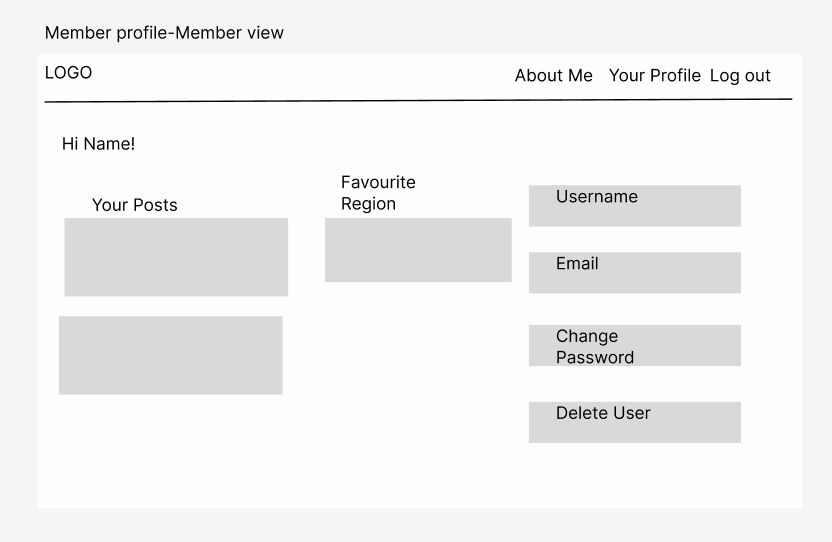 Member profile-Member view
LOGO
About Me Your Profile Log out
Hi Name!
Your Posts
Favourite
Region
Username
Email
Change
Password
Delete User